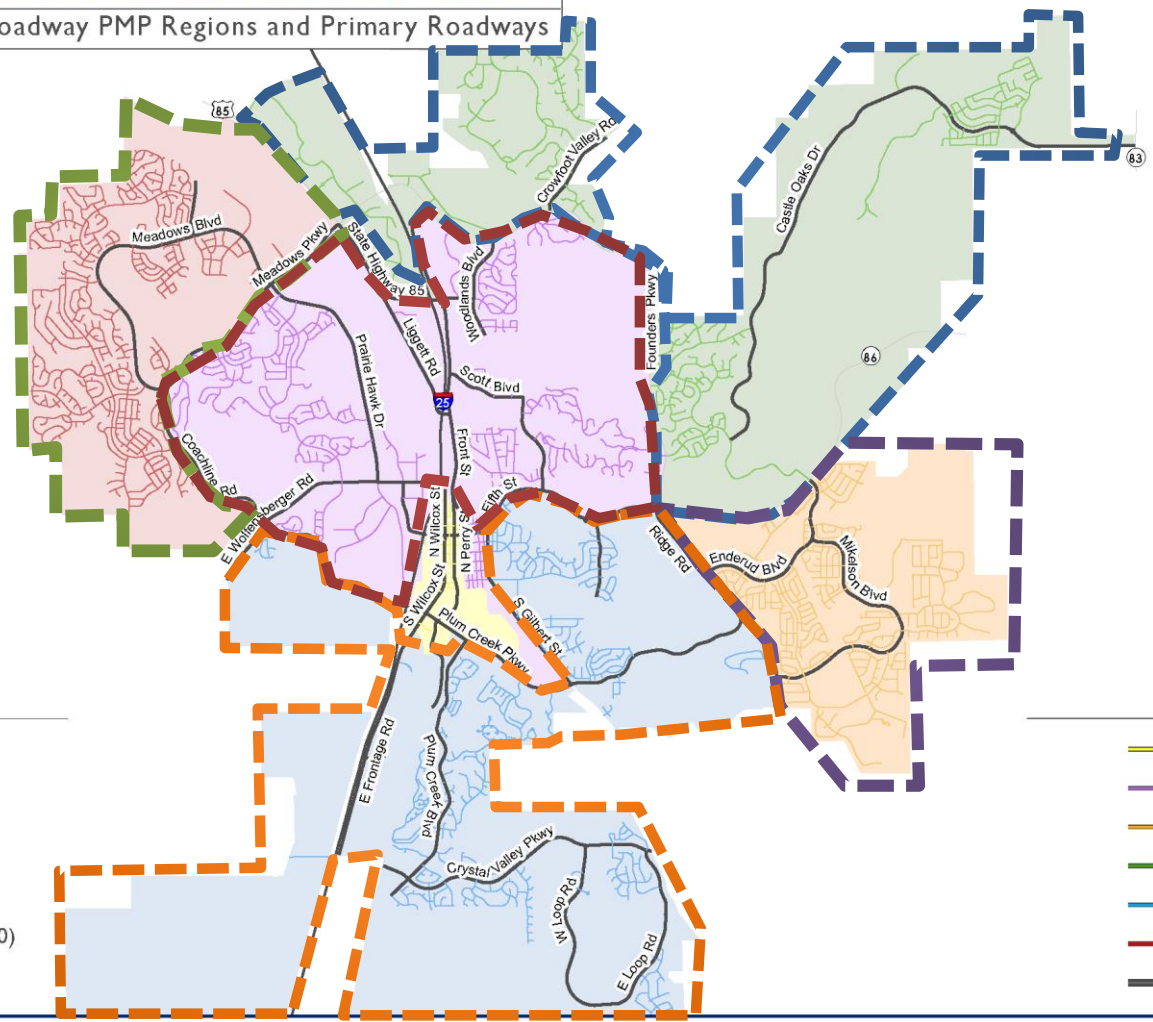 oadway PMP Regions and Primary Roadways
85
83
Crowfoot Valley Rd
Castle Oaks Dr
Meadows Blvd
Meadows Pkwy
State Highway 85
Woodlands Blvd
Founders Pkwy
Liggett Rd
Prairie Hawk Dr
86
Scott Blvd
25
Front St
Coachline Rd
E Wolfensberger Rd
N Wilcox St
N Perry St
Fifth St
Ridge Rd
Enderud Blvd
Mikelson Blvd
S Wilcox St
S Gilbert St
Plum Creek Pkwy
E Frontage Rd
Plum Creek Blvd
Crystal Valley Pkwy
W Loop Rd
E Loop Rd
0)